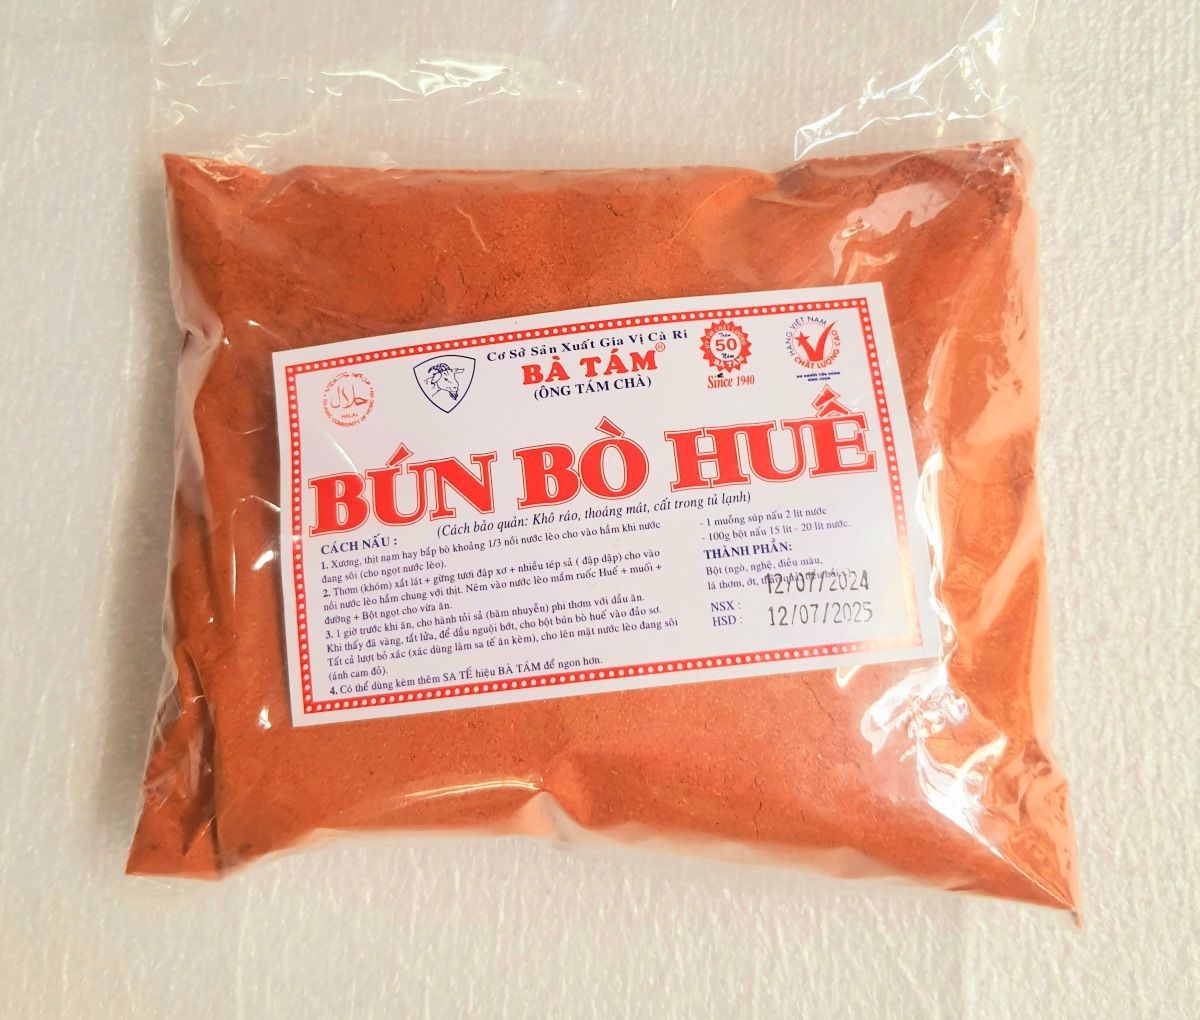 Cơ Sở Sản Xuất Gia Vị Cà Ri
BÀ TÁM®
(ÔNG TÁM CHÀ)
HALAL
Trên
50
Năm
BÀ TÁM
Since 1940
HÀNG VIỆT NAM
CHẤT LƯỢNG CAO
BÚN BÒ HUẾ
(Cách bảo quản: Khô ráo, thoáng mát, cất trong tủ lạnh)
CÁCH NẤU :
1. Xương, thịt nạm hay bắp bò khoảng 1/3 nồi nước lèo cho vào hầm khi nước
đang sôi (cho ngọt nước lèo).
2. Thơm (khóm) xắt lát + gừng tươi đập xơ + nhiều tép sả ( đập dập) cho vào
nồi nước lèo hầm chung với thịt. Nêm vào nước lèo mắm ruốc Huế + muối +
đường + Bột ngọt cho vừa ăn.
3. 1 giờ trước khi ăn, cho hành tỏi sả (băm nhuyễn) phi thơm với dầu ăn.
Khi thấy đã vàng, tắt lửa, để dầu nguội bớt, cho bột bún bò huế vào đảo sơ.
Tất cả lượt bỏ xác (xác dùng làm sa tế ăn kèm), cho lên mặt nước lèo đang sôi
(ánh cam đỏ).
4. Có thể dùng kèm thêm SA TẾ hiệu BÀ TÁM để ngon hơn.
- 1 muỗng súp nấu 2 lít nước
- 100g bột nấu 15 lít - 20 lít nước.
THÀNH PHẦN:
Bột (ngò, nghệ, điều màu,
lá thơm, ớt,
12/07/2024
NSX :
12/07/2025
HSD :